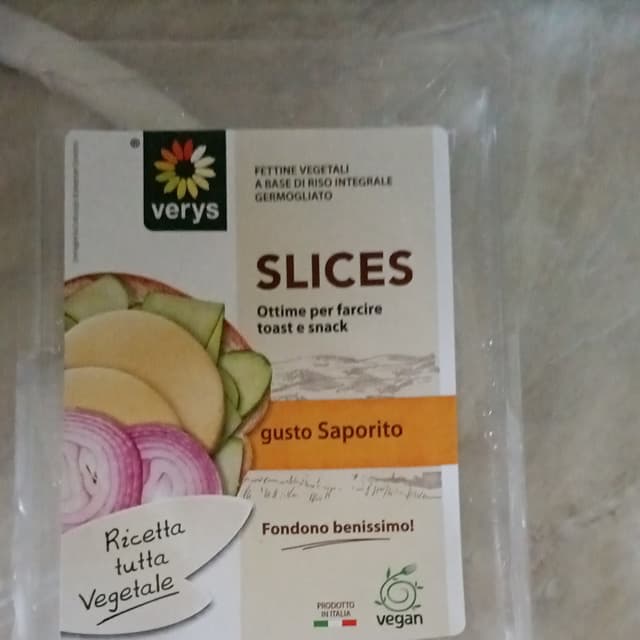 ®
verys
FETTINE VEGETALI
A BASE DI RISO INTEGRALE
GERMOGLIATO
SLICES
Ottime per farcire
toast e snack
gusto Saporito
Fondono benissimo!
Ricetta
tutta
Vegetale
PRODOTTO
IN ITALIA
vegan